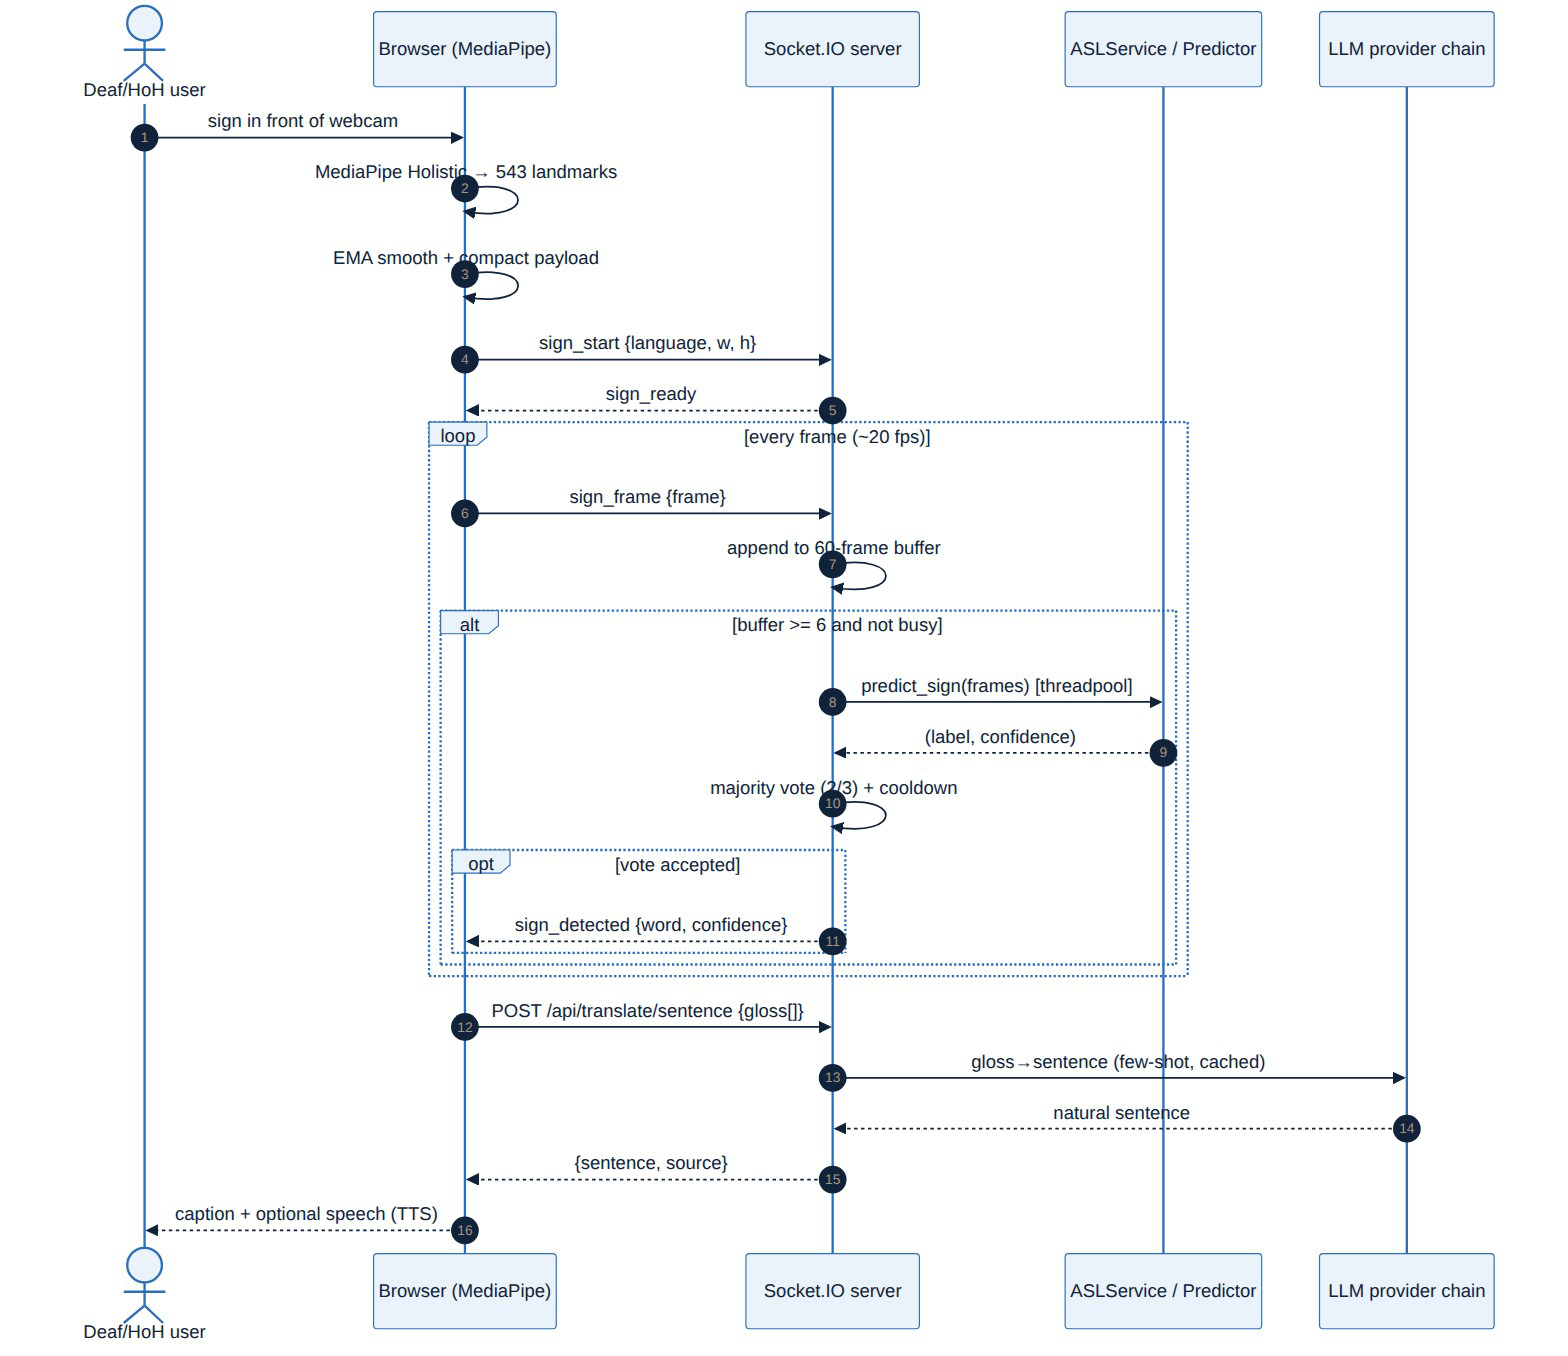 Deaf/HoH user
Browser (MediaPipe)
Socket.IO server
ASLService / Predictor
LLM provider chain
1
sign in front of webcam
MediaPipe Holistic → 543 landmarks
2
EMA smooth + compact payload
3
sign_start {language, w, h}
4
sign_ready
5
loop
[every frame (~20 fps)]
sign_frame {frame}
6
append to 60-frame buffer
7
alt
[buffer >= 6 and not busy]
predict_sign(frames) [threadpool]
8
(label, confidence)
9
majority vote (2/3) + cooldown
10
opt
[vote accepted]
sign_detected {word, confidence}
11
POST /api/translate/sentence {gloss[]}
12
gloss→sentence (few-shot, cached)
13
natural sentence
14
{sentence, source}
15
caption + optional speech (TTS)
16
Deaf/HoH user
Browser (MediaPipe)
Socket.IO server
ASLService / Predictor
LLM provider chain